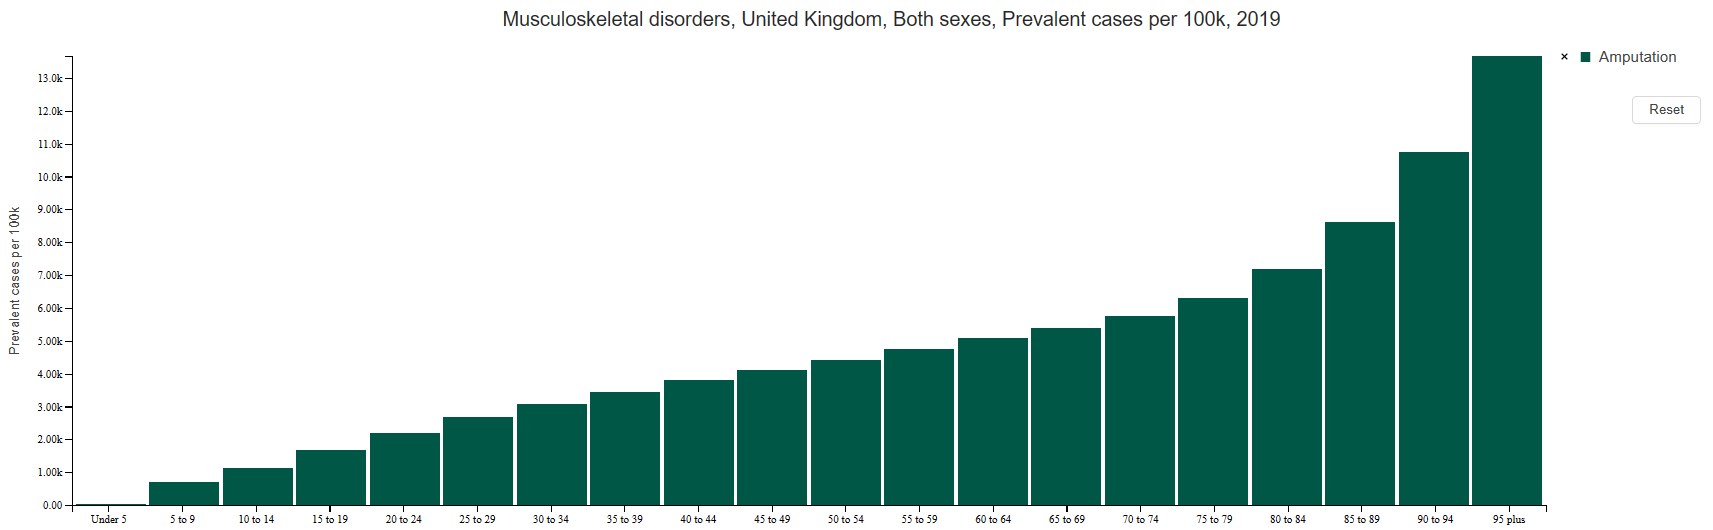 Musculoskeletal disorders, United Kingdom, Both sexes, Prevalent cases per 100k, 2019
× Amputation
Reset
Prevalent cases per 100k
13.0k
12.0k
11.0k
10.0k
9.00k
8.00k
7.00k
6.00k
5.00k
4.00k
3.00k
2.00k
1.00k
0.00
Under 5 5 to 9 10 to 14 15 to 19 20 to 24 25 to 29 30 to 34 35 to 39 40 to 44 45 to 49 50 to 54 55 to 59 60 to 64 65 to 69 70 to 74 75 to 79 80 to 84 85 to 89 90 to 94 95 plus